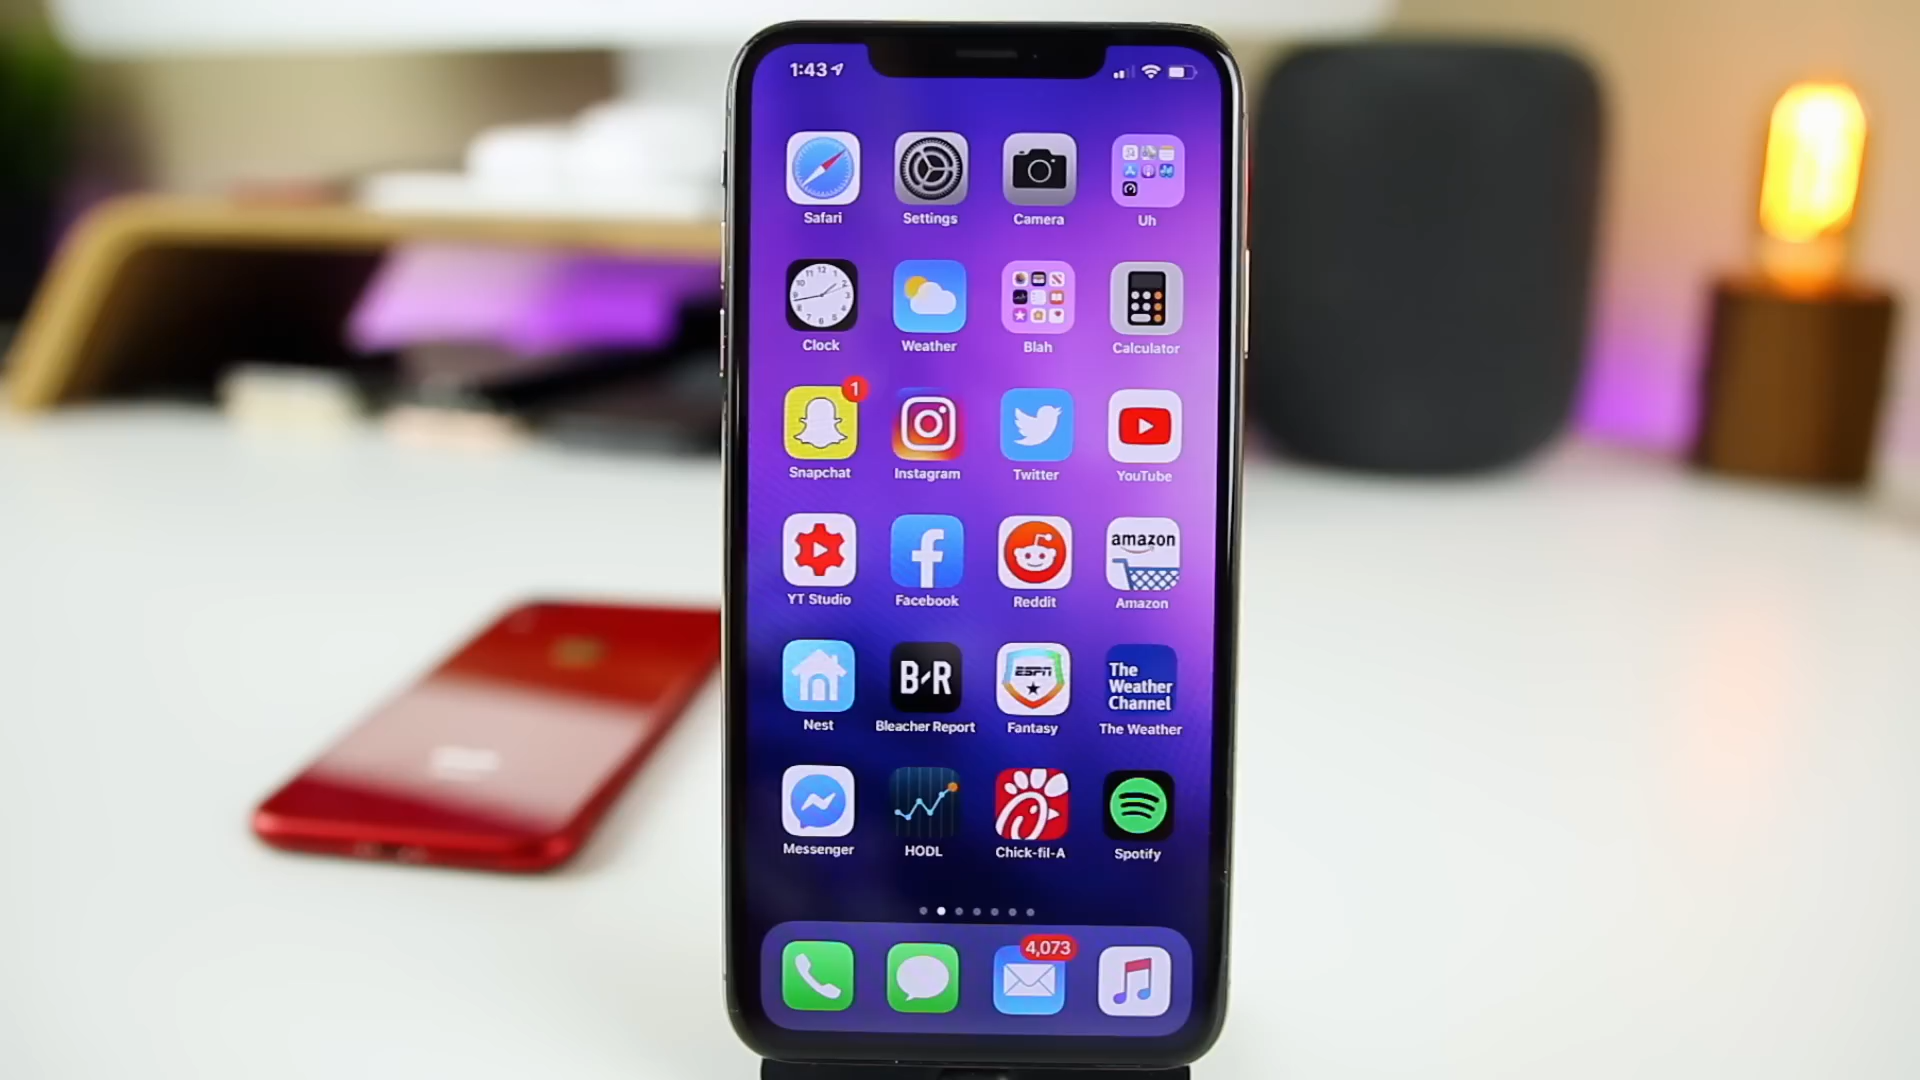 1:43
Safari
Settings
Camera
Uh
Clock
Weather
Blah
Calculator
1
Snapchat
Instagram
Twitter
YouTube
amazon
YT Studio
Facebook
Reddit
Amazon
B-R
ESPN
The
Weather
Channel
Nest
Bleacher Report
Fantasy
The Weather
Messenger
HODL
Chick-fil-A
Spotify
4,073